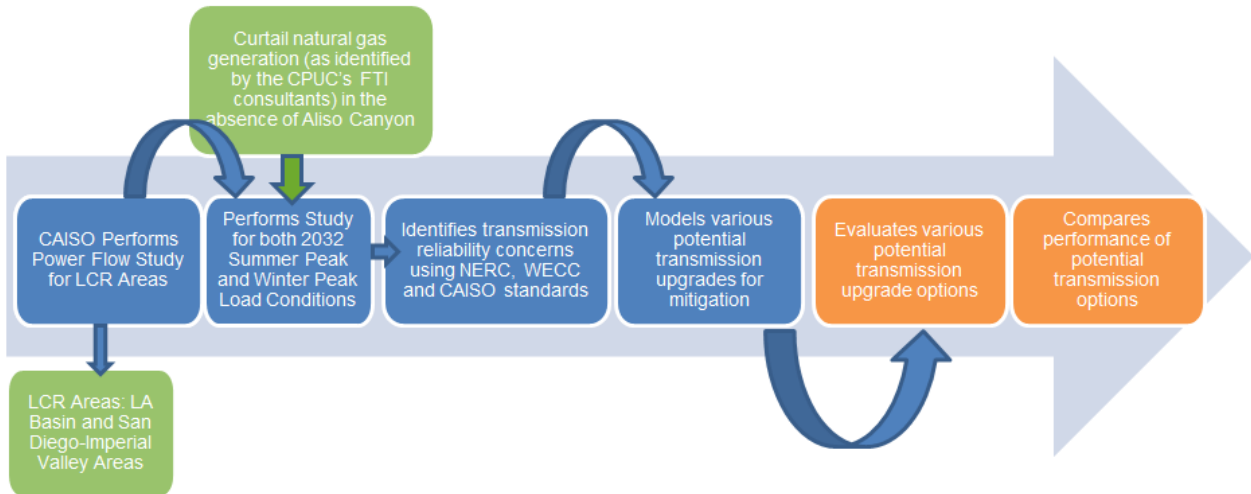 Curtail natural gas
generation (as identified
by the CPUC's FTI
consultants) in the
absence of Aliso Canyon
CAISO Performs
Power Flow Study
for LCR Areas
Performs Study
for both 2032
Summer Peak
and Winter Peak
Load Conditions
Identifies transmission
reliability concerns
using NERC, WECC
and CAISO standards
Models various
potential
transmission
upgrades for
mitigation
Evaluates various
potential
transmission
upgrade options
Compares
performance of
potential
transmission
options
LCR Areas: LA
Basin and San
Diego-Imperial
Valley Areas